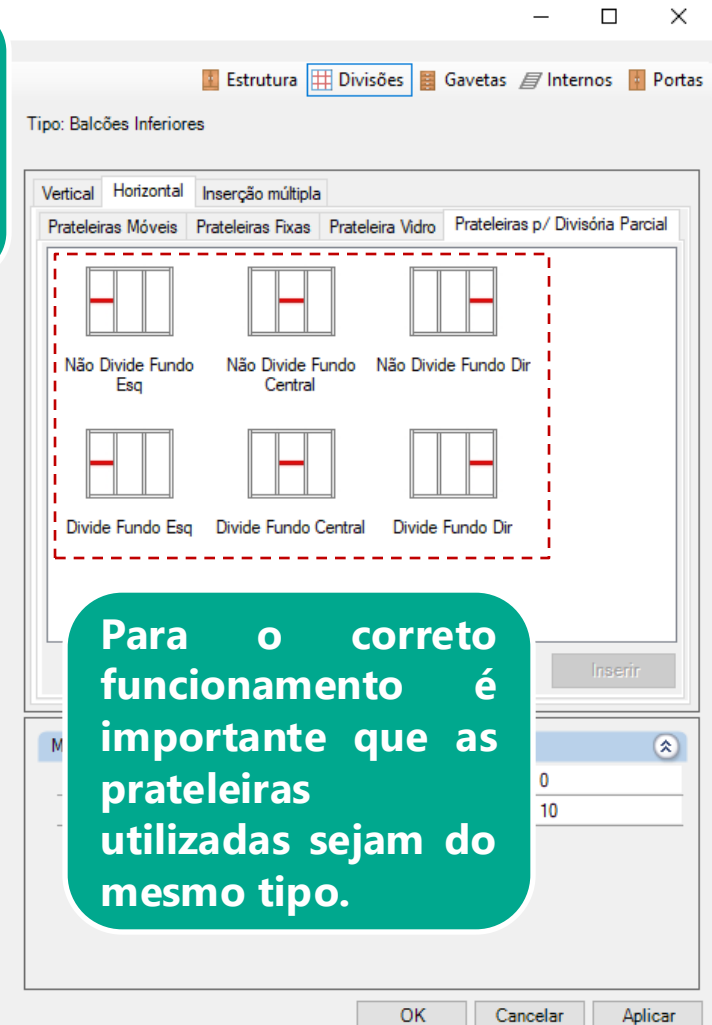 Estrutura Divisões Gavetas Internos Portas
Tipo: Balcões Inferiores
Vertical Horizontal Inserção múltipla
Prateleiras Móveis Prateleiras Fixas Prateleira Vidro Prateleiras p/ Divisória Parcial
Não Divide Fundo Esq
Não Divide Fundo Central
Não Divide Fundo Dir
Divide Fundo Esq Divide Fundo Central Divide Fundo Dir
Para o correto
funcionamento é
importante que as
prateleiras
utilizadas sejam do
mesmo tipo.
Inserir
0
10
OK Cancelar Aplicar